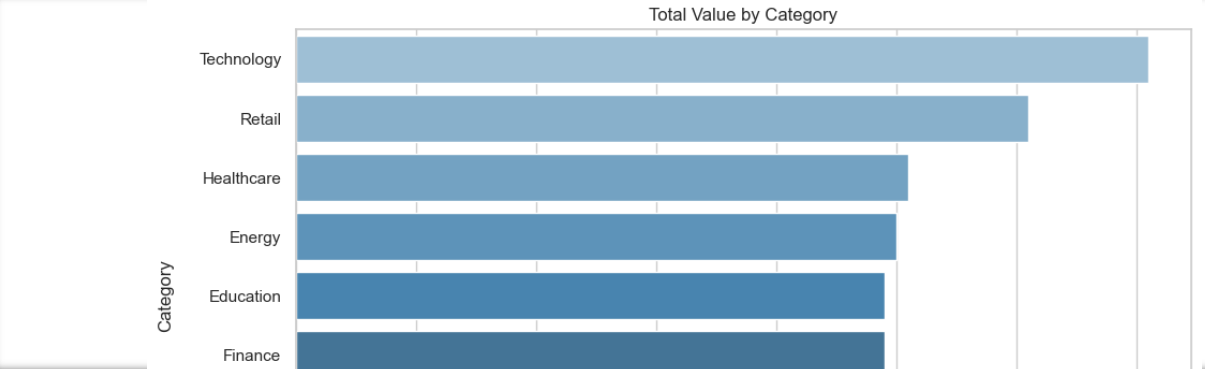 Total Value by Category
Technology
Retail
Healthcare
Energy
Education
Finance
Category